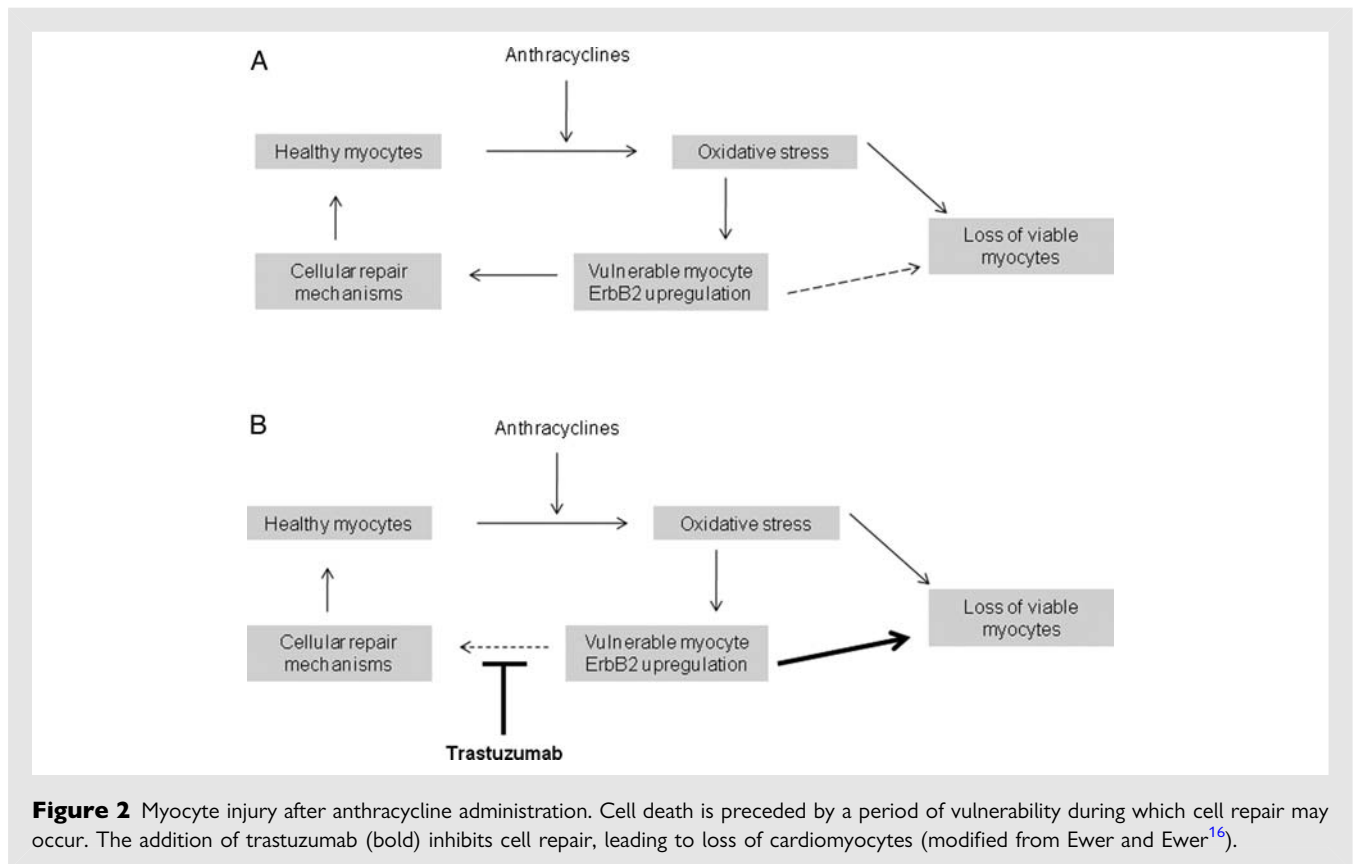 A
Anthracyclines
Healthy myocytes
Oxidative stress
Loss of viable
myocytes
Cellular repair
mechanisms
Vulnerable myocyte
ErbB2 upregulation
B
Anthracyclines
Healthy myocytes
Oxidative stress
Loss of viable
myocytes
Cellular repair
mechanisms
Vulnerable myocyte
ErbB2 upregulation
Trastuzumab
Figure 2 Myocyte injury after anthracycline administration. Cell death is preceded by a period of vulnerability during which cell repair may
occur. The addition of trastuzumab (bold) inhibits cell repair, leading to loss of cardiomyocytes (modified from Ewer and Ewer16).